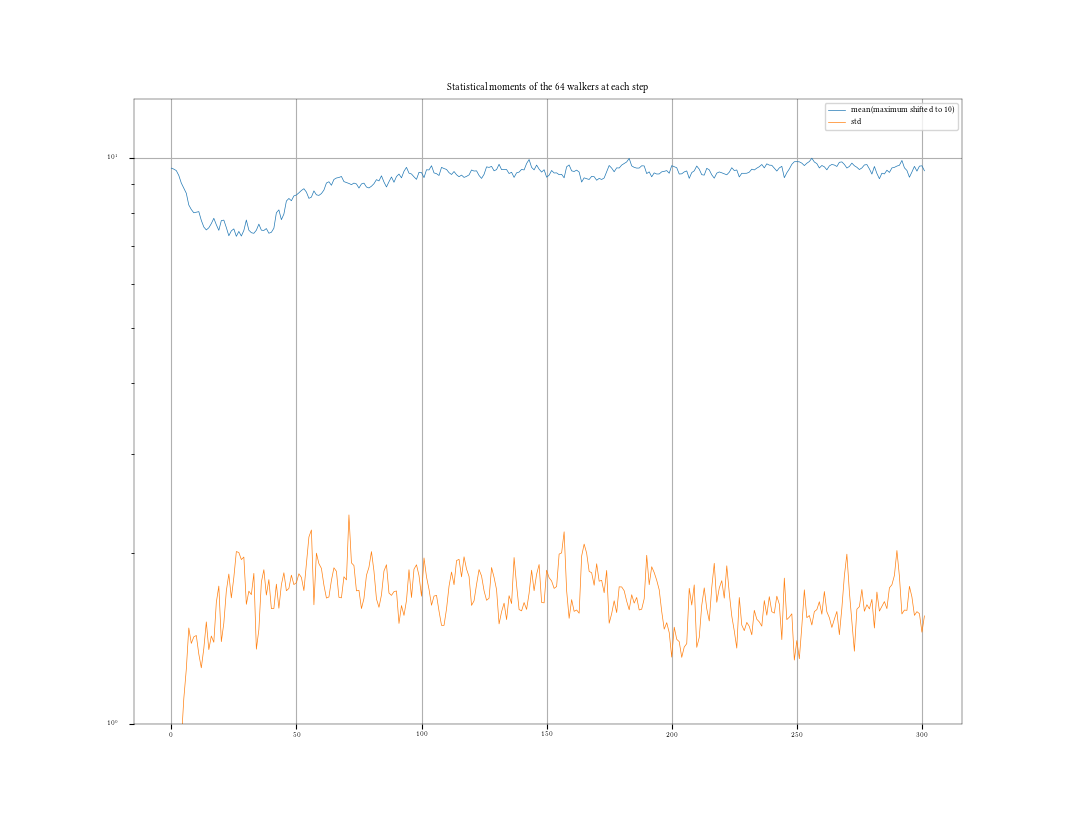 Statistical moments of the 64 walkers at each step
mean(maximum shifted to 10)
std
10¹
10⁰
0 50 100 150 200 250 300